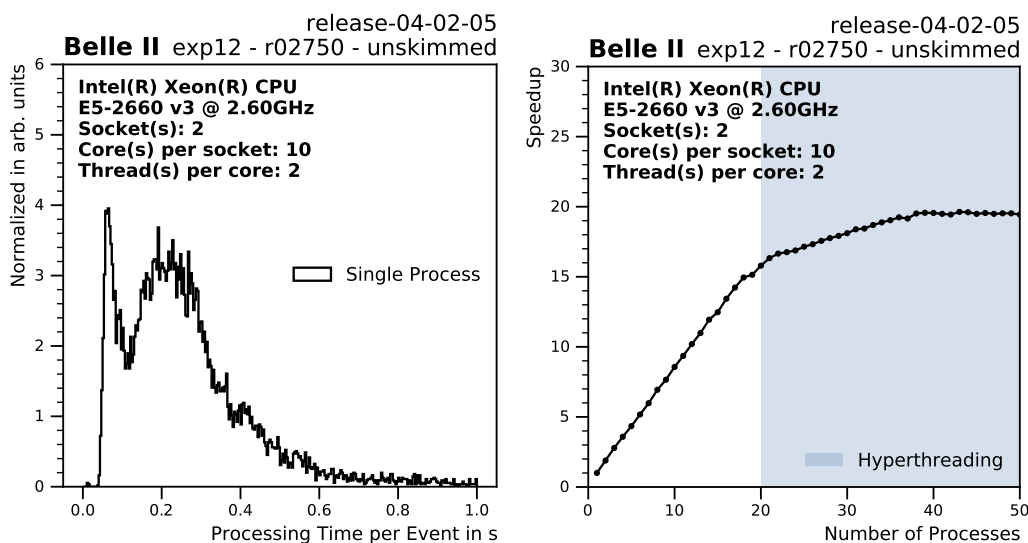 release-04-02-05
Belle II exp12 - r02750 - unskimmed
Normalized in arb. units
6
5
4
3
2
1
0
Intel(R) Xeon(R) CPU
E5-2660 v3 @ 2.60GHz
Socket(s): 2
Core(s) per socket: 10
Thread(s) per core: 2
Single Process
0.0 0.2 0.4 0.6 0.8 1.0
Processing Time per Event in s
release-04-02-05
Belle II exp12 - r02750 - unskimmed
Speedup
30
25
20
15
10
5
0
Intel(R) Xeon(R) CPU
E5-2660 v3 @ 2.60GHz
Socket(s): 2
Core(s) per socket: 10
Thread(s) per core: 2
Hyperthreading
0 10 20 30 40 50
Number of Processes